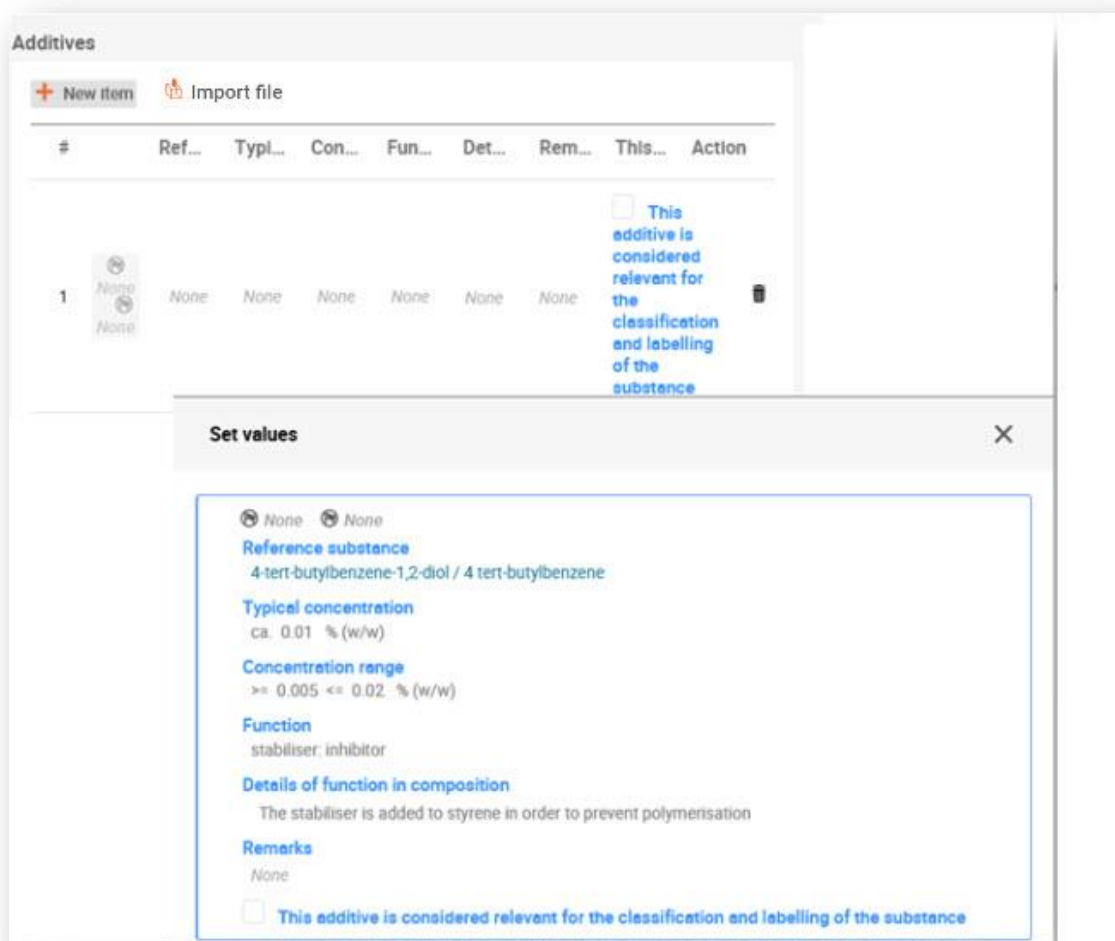 Additives
New item Import file
# Ref... Typi... Con... Fun... Det... Rem... This... Action
This
additive is
considered
relevant for
1 None None None None None None None the
None
classification
and labelling
of the
substance
Set values
None None
Reference substance
4-tert-butylbenzene-1,2-diol / 4 tert-butylbenzene
Typical concentration
ca. 0.01 % (w/w)
Concentration range
>= 0.005 <= 0.02 % (w/w)
Function
stabiliser: inhibitor
Details of function in composition
The stabiliser is added to styrene in order to prevent polymerisation
Remarks
None
This additive is considered relevant for the classification and labelling of the substance